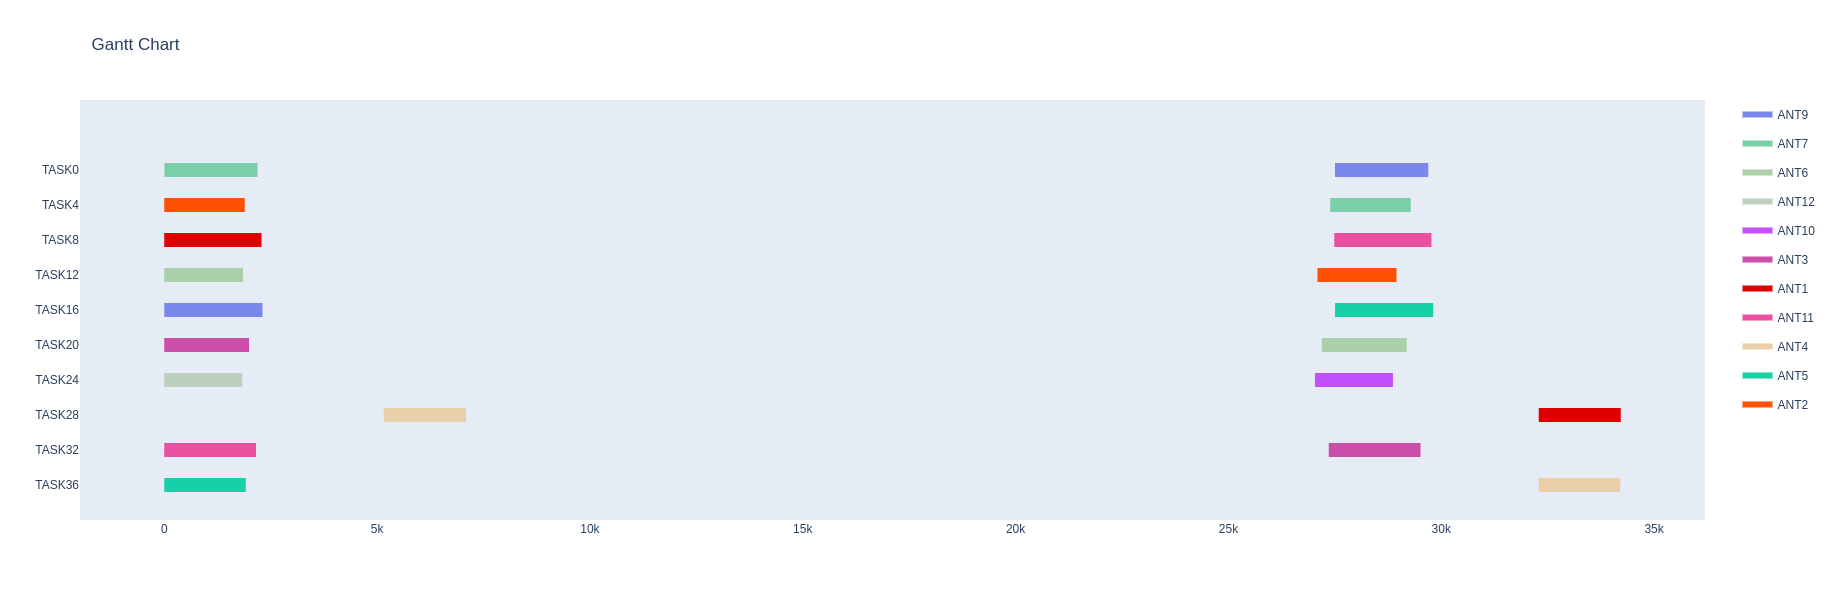 Gantt Chart
TASK0
TASK4
TASK8
TASK12
TASK16
TASK20
TASK24
TASK28
TASK32
TASK36
0 5k 10k 15k 20k 25k 30k 35k
ANT9
ANT7
ANT6
ANT12
ANT10
ANT3
ANT1
ANT11
ANT4
ANT5
ANT2